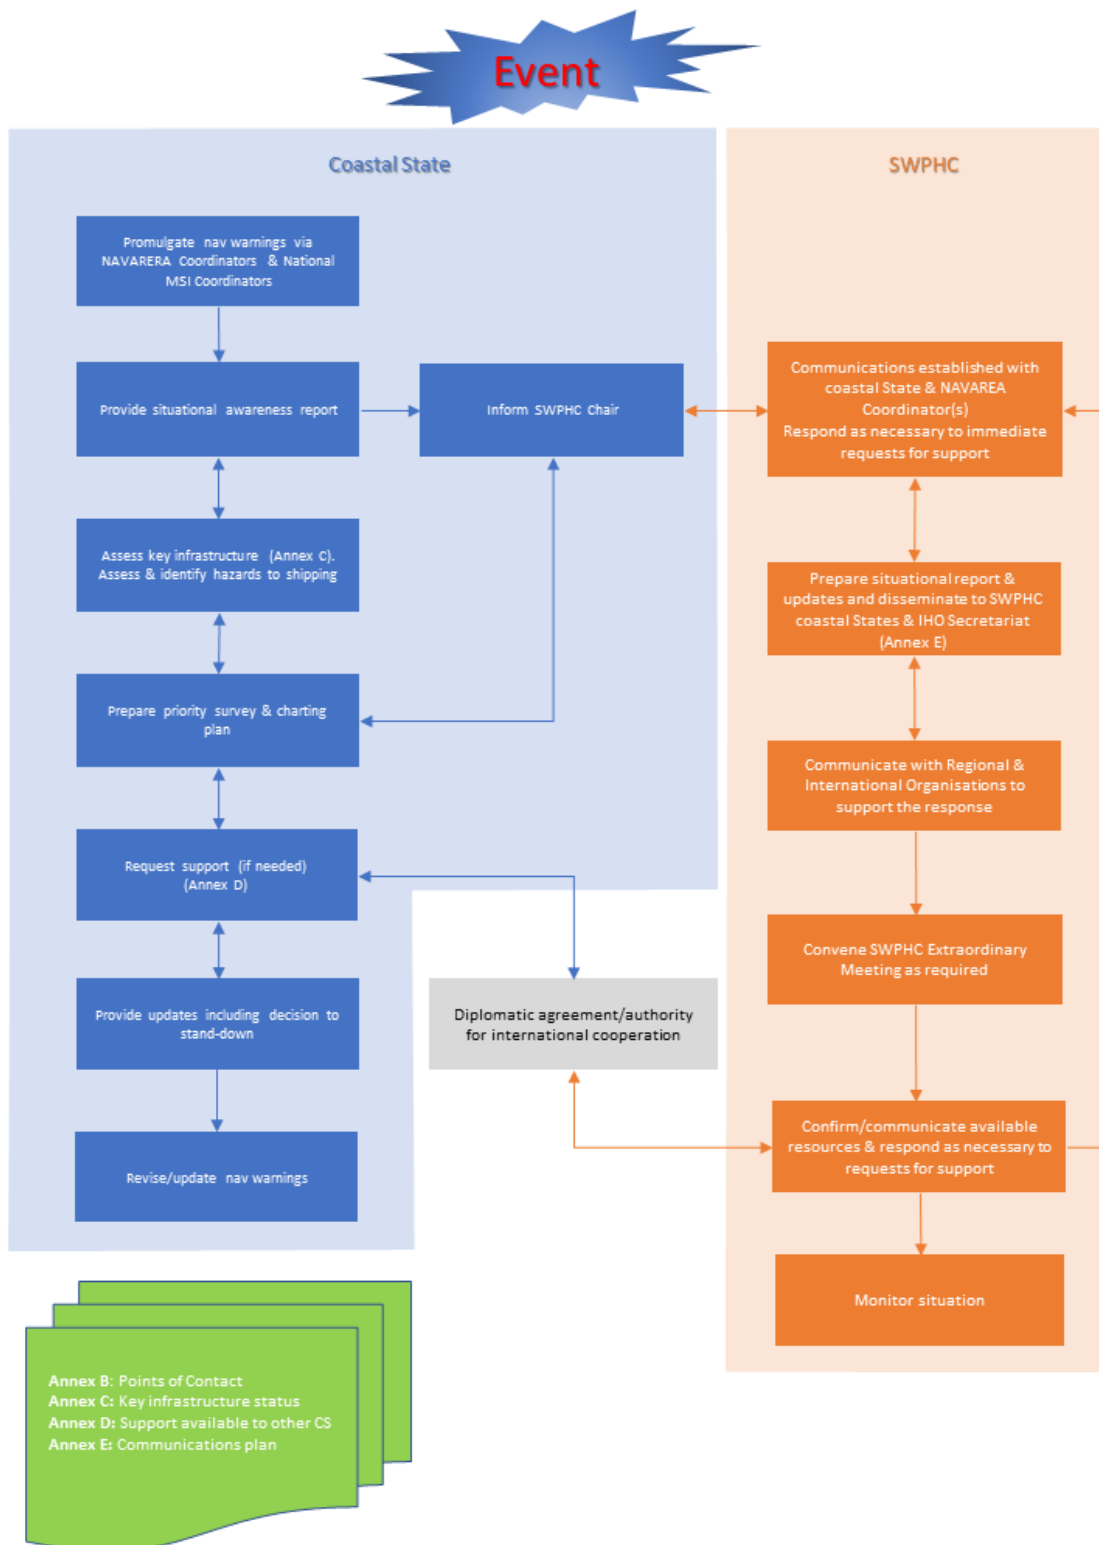 Event
Coastal State
SWPHC
Promulgate nav warnings via
NAVARERA Coordinators & National
MSI Coordinators
Provide situational awareness report
Inform SWPHC Chair
Communications established with
coastal State & NAVAREA
Coordinator(s)
Respond as necessary to immediate
requests for support
Assess key infrastructure (Annex C).
Assess & identify hazards to shipping
Prepare situational report &
updates and disseminate to SWPHC
coastal States & IHO Secretariat
(Annex E)
Prepare priority survey & charting
plan
Communicate with Regional &
International Organisations to
support the response
Request support (if needed)
(Annex D)
Convene SWPHC Extraordinary
Meeting as required
Provide updates including decision to
stand-down
Diplomatic agreement/authority
for international cooperation
Confirm/communicate available
resources & respond as necessary to
requests for support
Revise/update nav warnings
Monitor situation
Annex B: Points of Contact
Annex C: Key infrastructure status
Annex D: Support available to other CS
Annex E: Communications plan